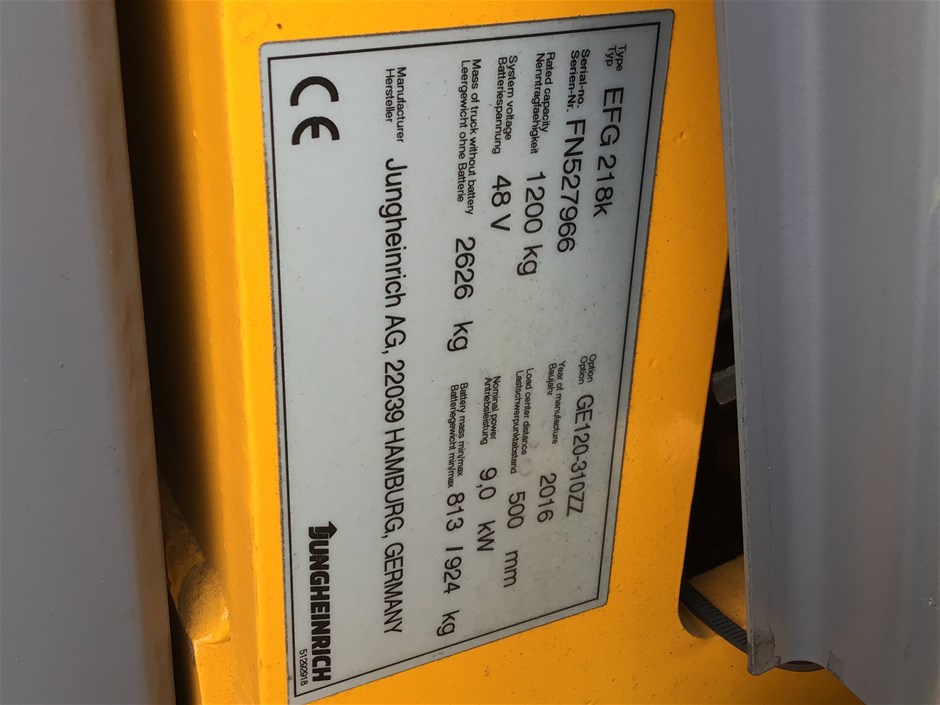 Type EFG 218k Option GE120-310ZZ
Typ Option
Serial-no. FN527966 Year of manufacture 2016
Serien-Nr. Baujahr
Rated capacity 1200 kg Load center distance 500 mm
Nenntragfaehigkeit Lastschwerpunktabstand
System voltage 48 V Nominal power 9,0 kW
Batteriespannung Antriebsleistung
Mass of truck without battery 2626 kg Battery mass min/max 813 / 924 kg
Leergewicht ohne Batterie Batteriegewicht min/max
Manufacturer Jungheinrich AG, 22039 HAMBURG, GERMANY
Hersteller
CE JUNGHEINRICH
51292918